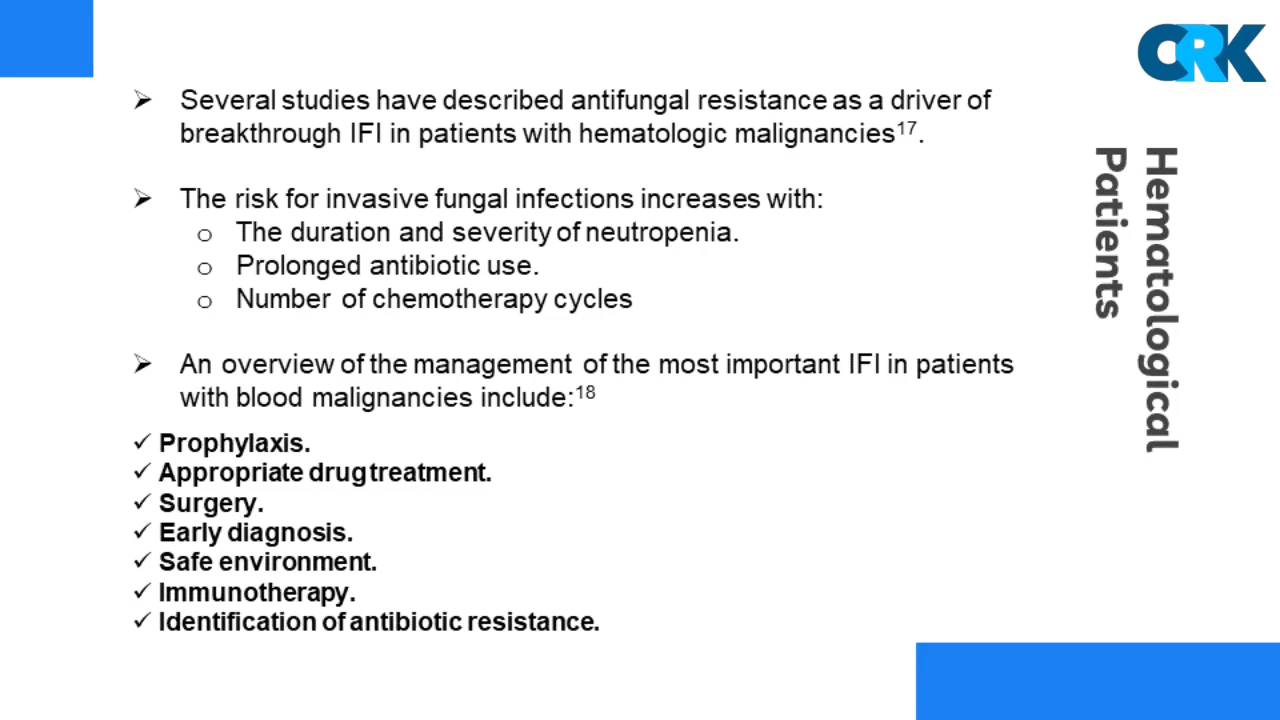 CRK
➢ Several studies have described antifungal resistance as a driver of
breakthrough IFI in patients with hematologic malignancies¹⁷.
➢ The risk for invasive fungal infections increases with:
o The duration and severity of neutropenia.
o Prolonged antibiotic use.
o Number of chemotherapy cycles
➢ An overview of the management of the most important IFI in patients
with blood malignancies include:¹⁸
✓ Prophylaxis.
✓ Appropriate drug treatment.
✓ Surgery.
✓ Early diagnosis.
✓ Safe environment.
✓ Immunotherapy.
✓ Identification of antibiotic resistance.
Hematological
Patients